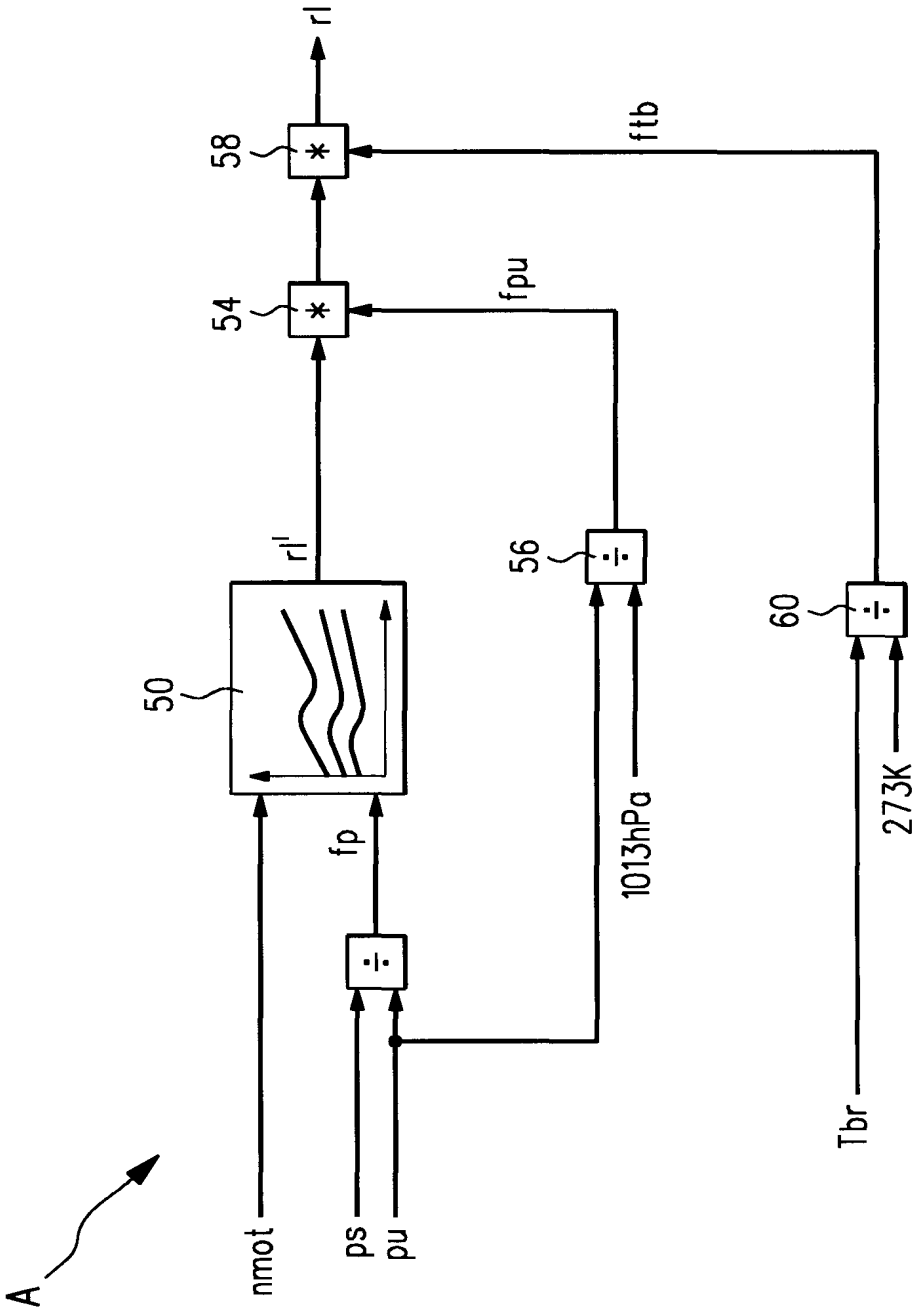 A
nmot
50
rl'
54
*
58
*
rl
ps
pu
÷
fp
1013hPa
56
÷
fpu
Tbr
273K
60
÷
ftb